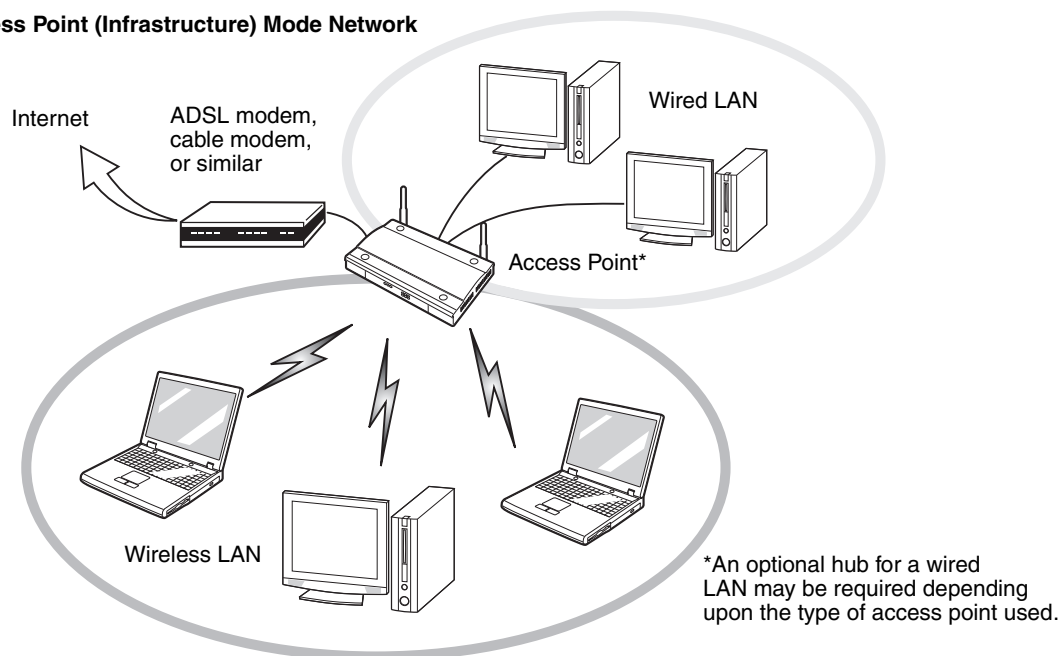 ess Point (Infrastructure) Mode Network
Internet
ADSL modem,
cable modem,
or similar
Wired LAN
Access Point*
Wireless LAN
*An optional hub for a wired
LAN may be required depending
upon the type of access point used.